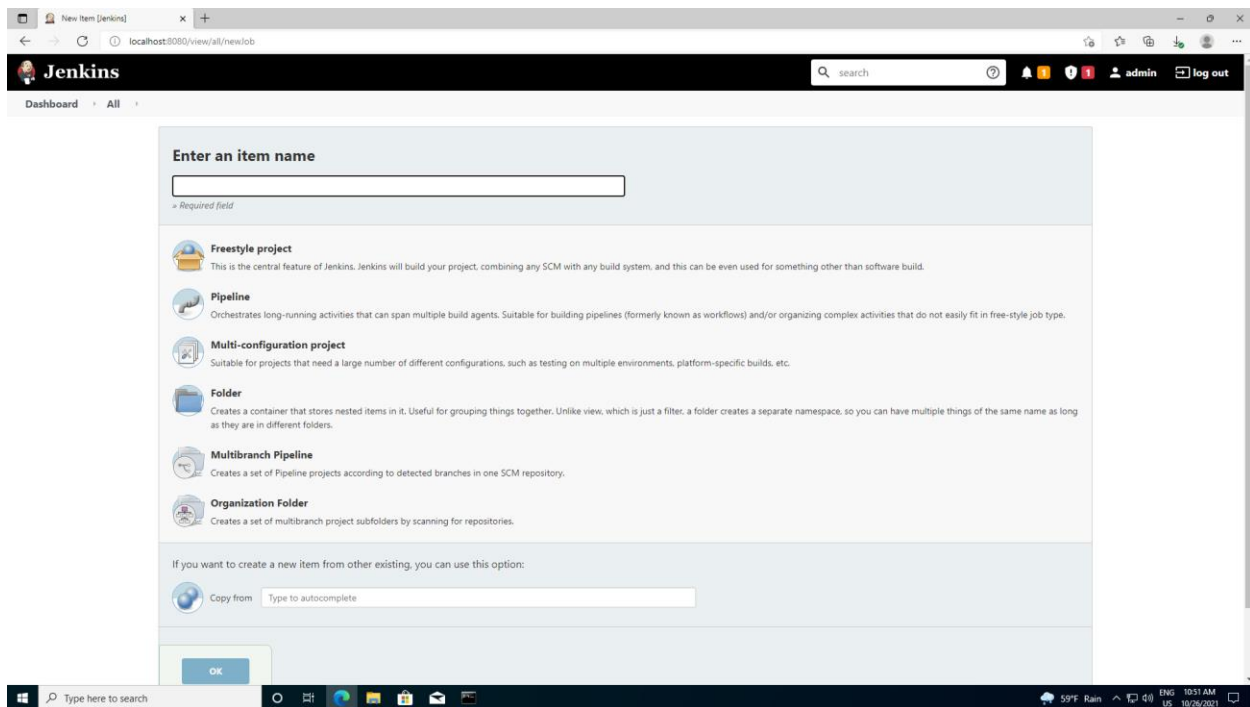 New Item [Jenkins]
localhost:8080/view/all/newJob
Jenkins
search
1
1
admin
log out
Dashboard
All
Enter an item name
» Required field
Freestyle project
This is the central feature of Jenkins. Jenkins will build your project, combining any SCM with any build system, and this can be even used for something other than software build.
Pipeline
Orchestrates long-running activities that can span multiple build agents. Suitable for building pipelines (formerly known as workflows) and/or organizing complex activities that do not easily fit in free-style job type.
Multi-configuration project
Suitable for projects that need a large number of different configurations, such as testing on multiple environments, platform-specific builds, etc.
Folder
Creates a container that stores nested items in it. Useful for grouping things together. Unlike view, which is just a filter, a folder creates a separate namespace, so you can have multiple things of the same name as long
as they are in different folders.
Multibranch Pipeline
Creates a set of Pipeline projects according to detected branches in one SCM repository.
Organization Folder
Creates a set of multibranch project subfolders by scanning for repositories.
If you want to create a new item from other existing, you can use this option:
Copy from
Type to autocomplete
OK
Type here to search
59°F Rain
ENG
US
10:51 AM
10/26/2021